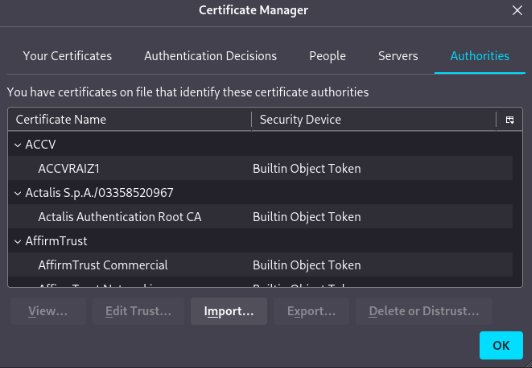 Certificate Manager
Your Certificates Authentication Decisions People Servers Authorities
You have certificates on file that identify these certificate authorities
Certificate Name Security Device
ACCV
ACCVRAIZ1 Builtin Object Token
Actalis S.p.A./03358520967
Actalis Authentication Root CA Builtin Object Token
AffirmTrust
AffirmTrust Commercial Builtin Object Token
View... Edit Trust... Import... Export... Delete or Distrust...
OK